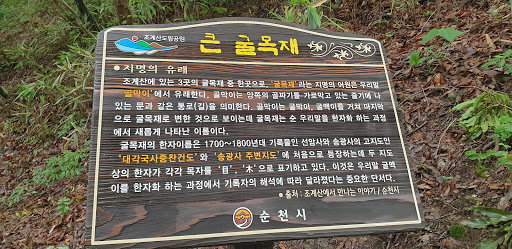 조계산도립공원
큰 굴목재
● 지명의 유래
조계산에 있는 3곳의 굴목재 중 한곳으로, '굴목재'라는 지명의 어원은 우리말
'골막이'에서 유래한다. 골막이는 양쪽의 골짜기를 가로막고 있는 줄기에 나
있는 문과 같은 통로(길)을 의미한다. 골막이는 굴막이, 굴맥이를 거쳐 마지막
으로 굴목재로 변한 것으로 보이는데 굴목재는 순 우리말을 한자화 하는 과정
에서 새롭게 나타난 이름이다.
굴목재의 한자이름은 1700~1800년대 기록물인 선암사와 송광사의 고지도인
'대각국사중창건도' 와 '송광사 주변지도' 에 처음으로 등장하는데 두 지도
상의 한자가 각각 목자를 '目', '木'으로 표기하고 있다. 이것은 우리말 굴맥
이를 한자화 하는 과정에서 기록자의 해석에 따라 달라졌다는 중요한 단서다.
● 출처 : 조계산에서 만나는 이야기 / 순천시
순천시